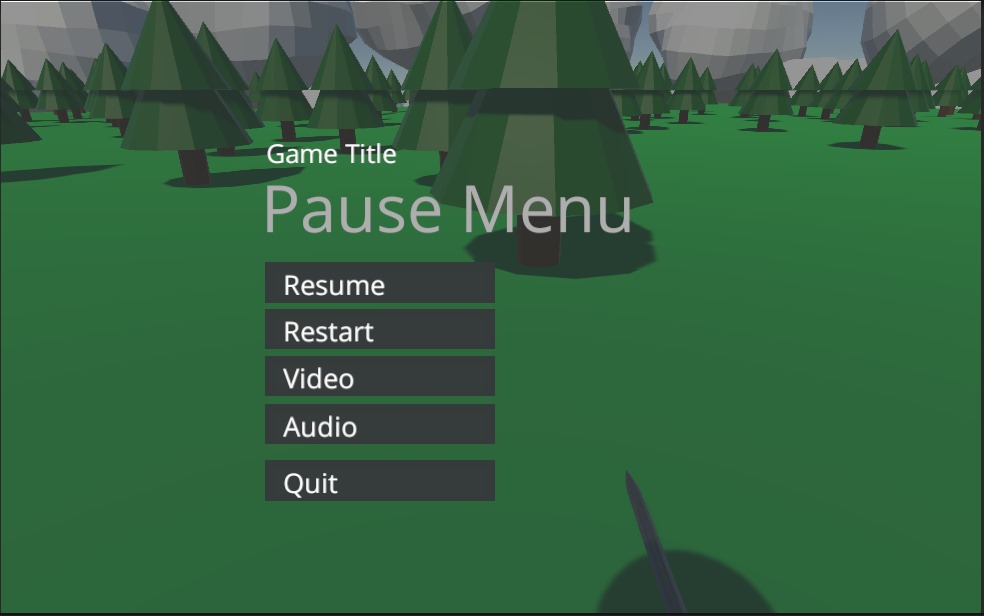 Game Title
Pause Menu
Resume
Restart
Video
Audio
Quit